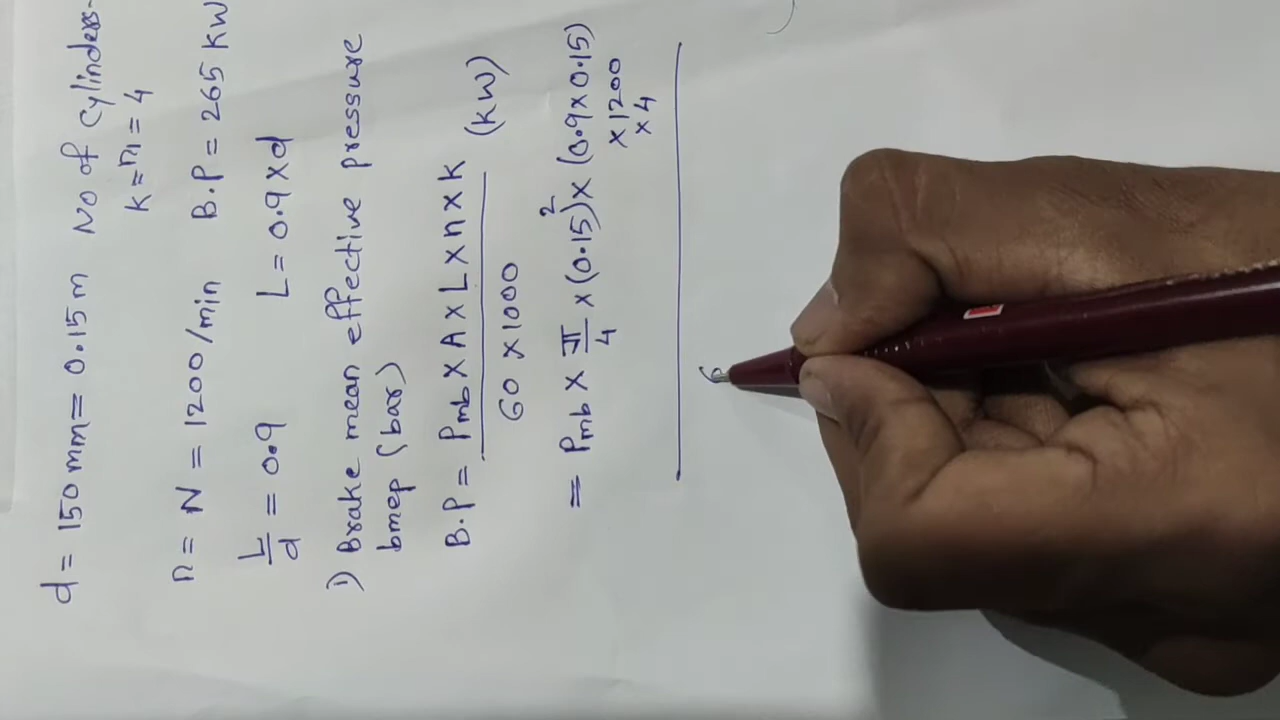 d = 150 mm = 0.15 m No of cylinders-
k = n₁ = 4
n = N = 1200/min B.P = 265 KW
L/d = 0.9 L = 0.9 x d
1) Brake mean effective pressure
bmep (bar)
B.P = Pmb x A x L x n x K (KW)
60 x 1000
= Pmb x π/4 x (0.15)² x (0.9 x 0.15)
x 1200
x 4
6